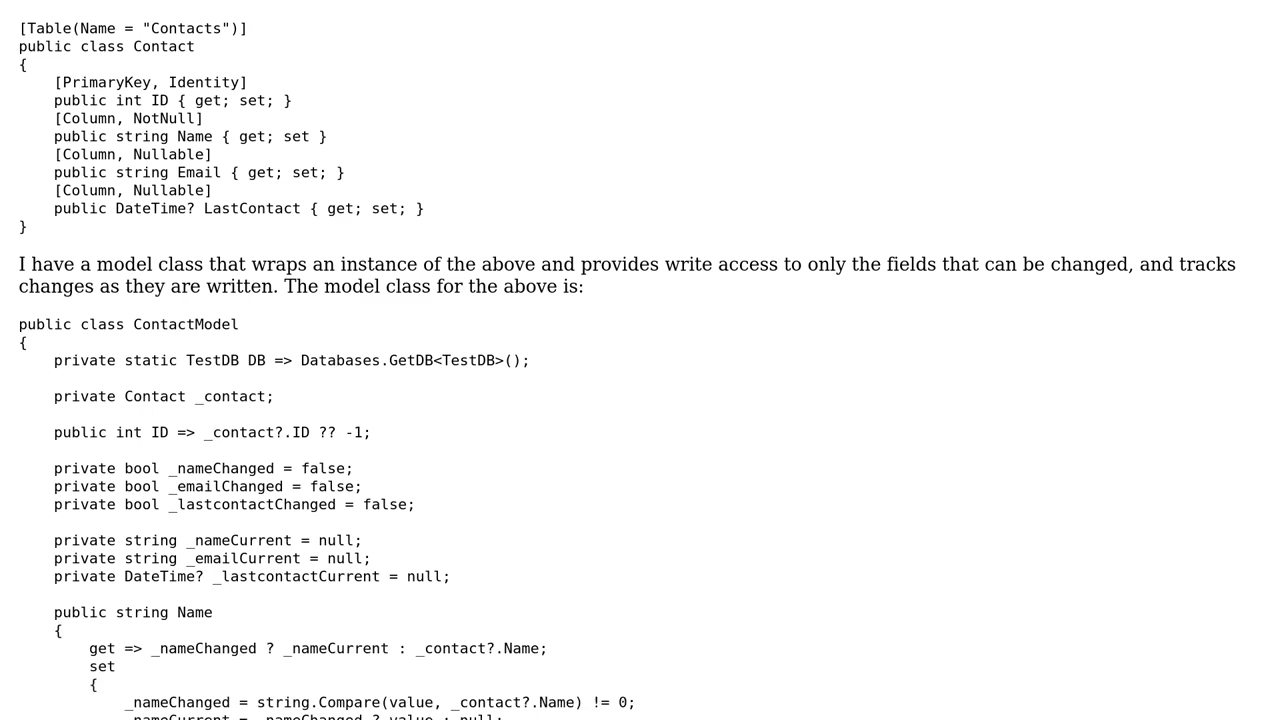 [Table(Name = "Contacts")]
public class Contact
{
    [PrimaryKey, Identity]
    public int ID { get; set; }
    [Column, NotNull]
    public string Name { get; set }
    [Column, Nullable]
    public string Email { get; set; }
    [Column, Nullable]
    public DateTime? LastContact { get; set; }
}
I have a model class that wraps an instance of the above and provides write access to only the fields that can be changed, and tracks
changes as they are written. The model class for the above is:
public class ContactModel
{
    private static TestDB DB => Databases.GetDB<TestDB>();
    private Contact _contact;
    public int ID => _contact?.ID ?? -1;
    private bool _nameChanged = false;
    private bool _emailChanged = false;
    private bool _lastcontactChanged = false;
    private string _nameCurrent = null;
    private string _emailCurrent = null;
    private DateTime? _lastcontactCurrent = null;
    public string Name
    {
        get => _nameChanged ? _nameCurrent : _contact?.Name;
        set
        {
            _nameChanged = string.Compare(value, _contact?.Name) != 0;
            _nameCurrent = _nameChanged ? value : null;